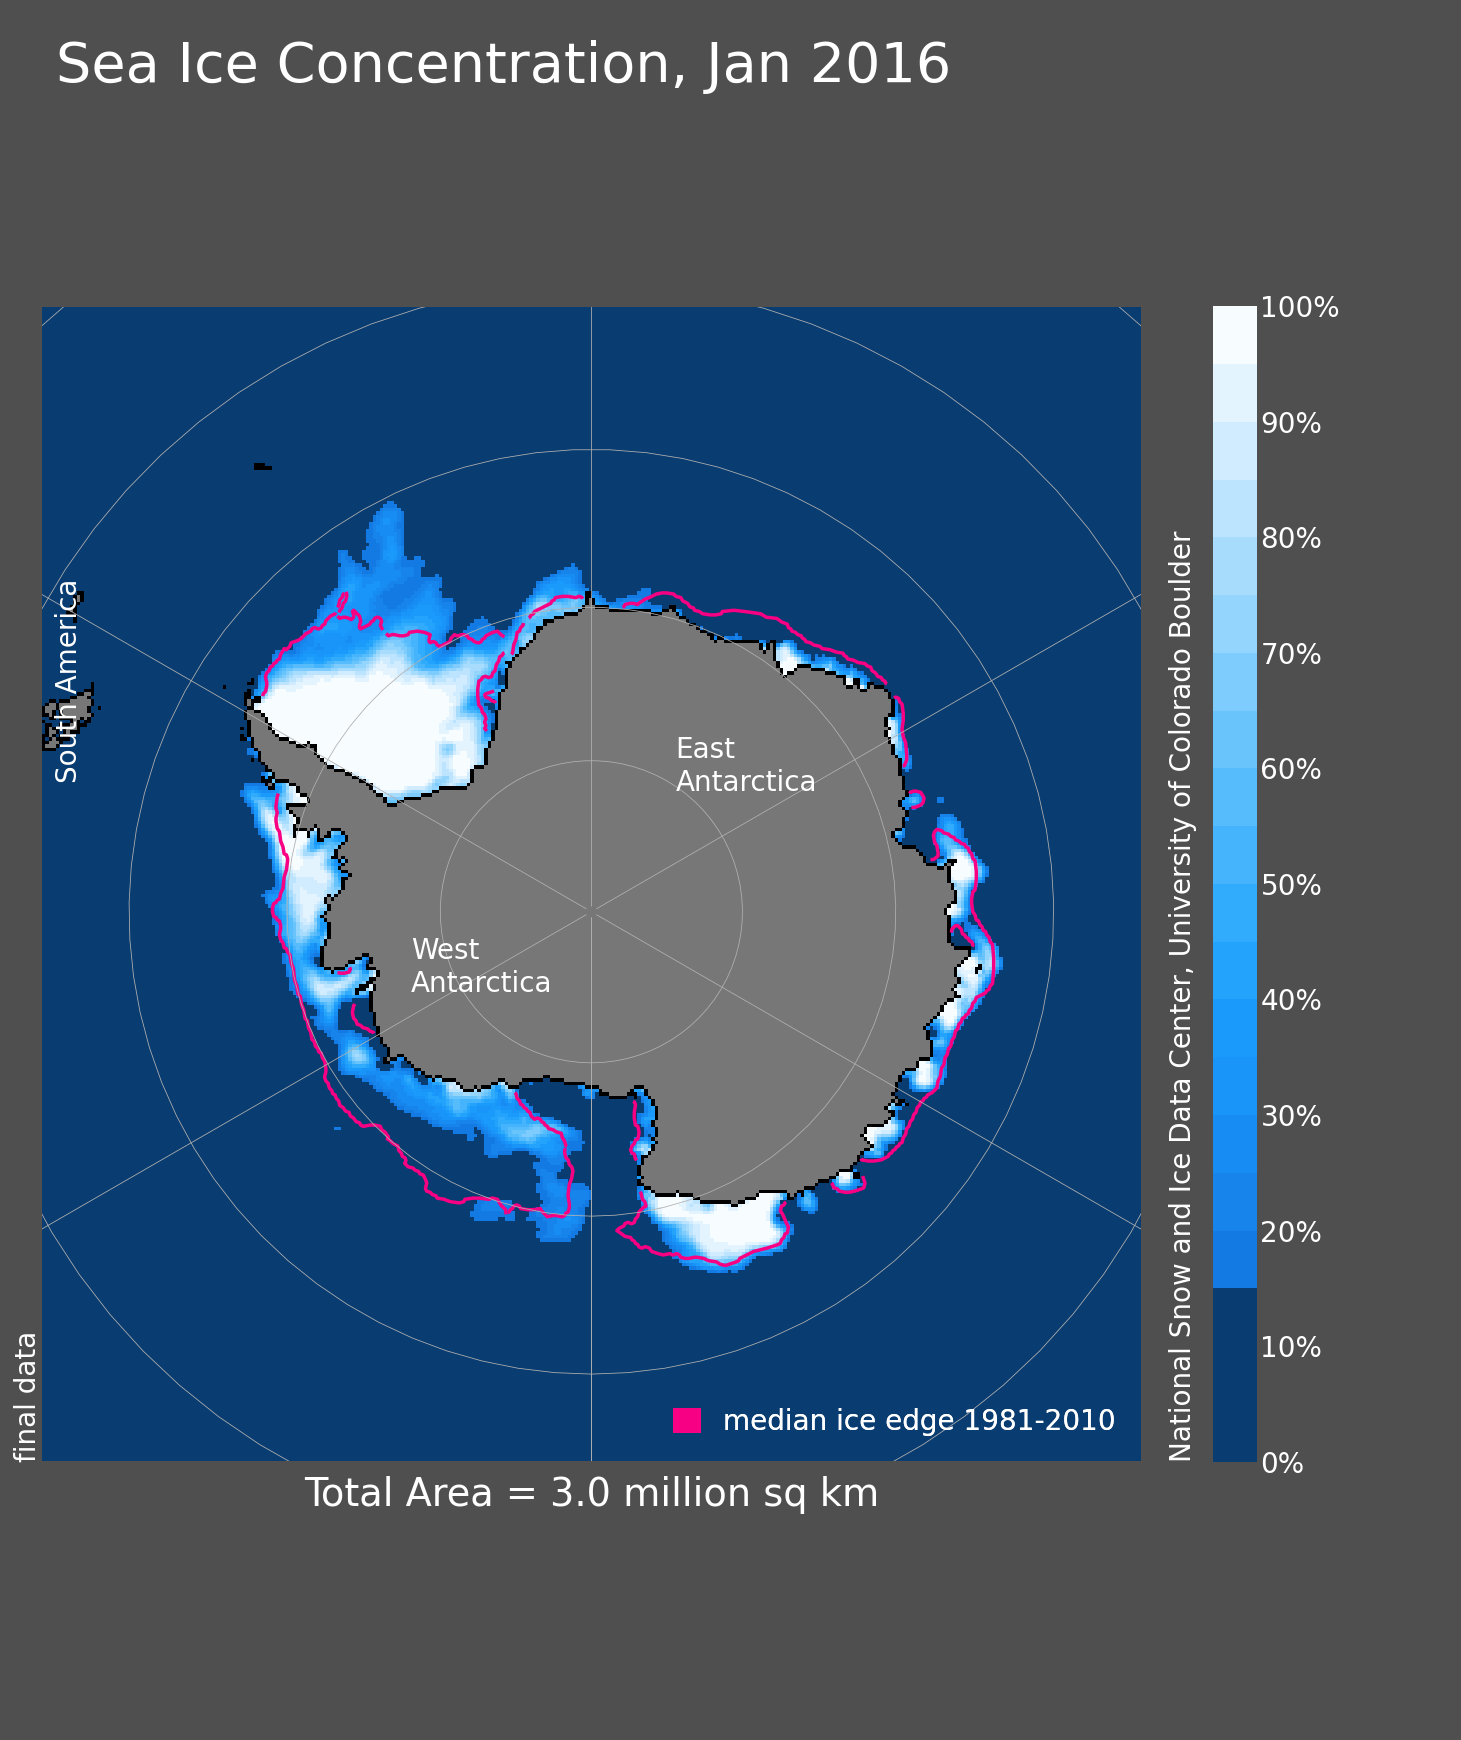 Sea Ice Concentration, Jan 2016
South America
East
Antarctica
West
Antarctica
final data
median ice edge 1981-2010
Total Area = 3.0 million sq km
National Snow and Ice Data Center, University of Colorado Boulder
100%
90%
80%
70%
60%
50%
40%
30%
20%
10%
0%